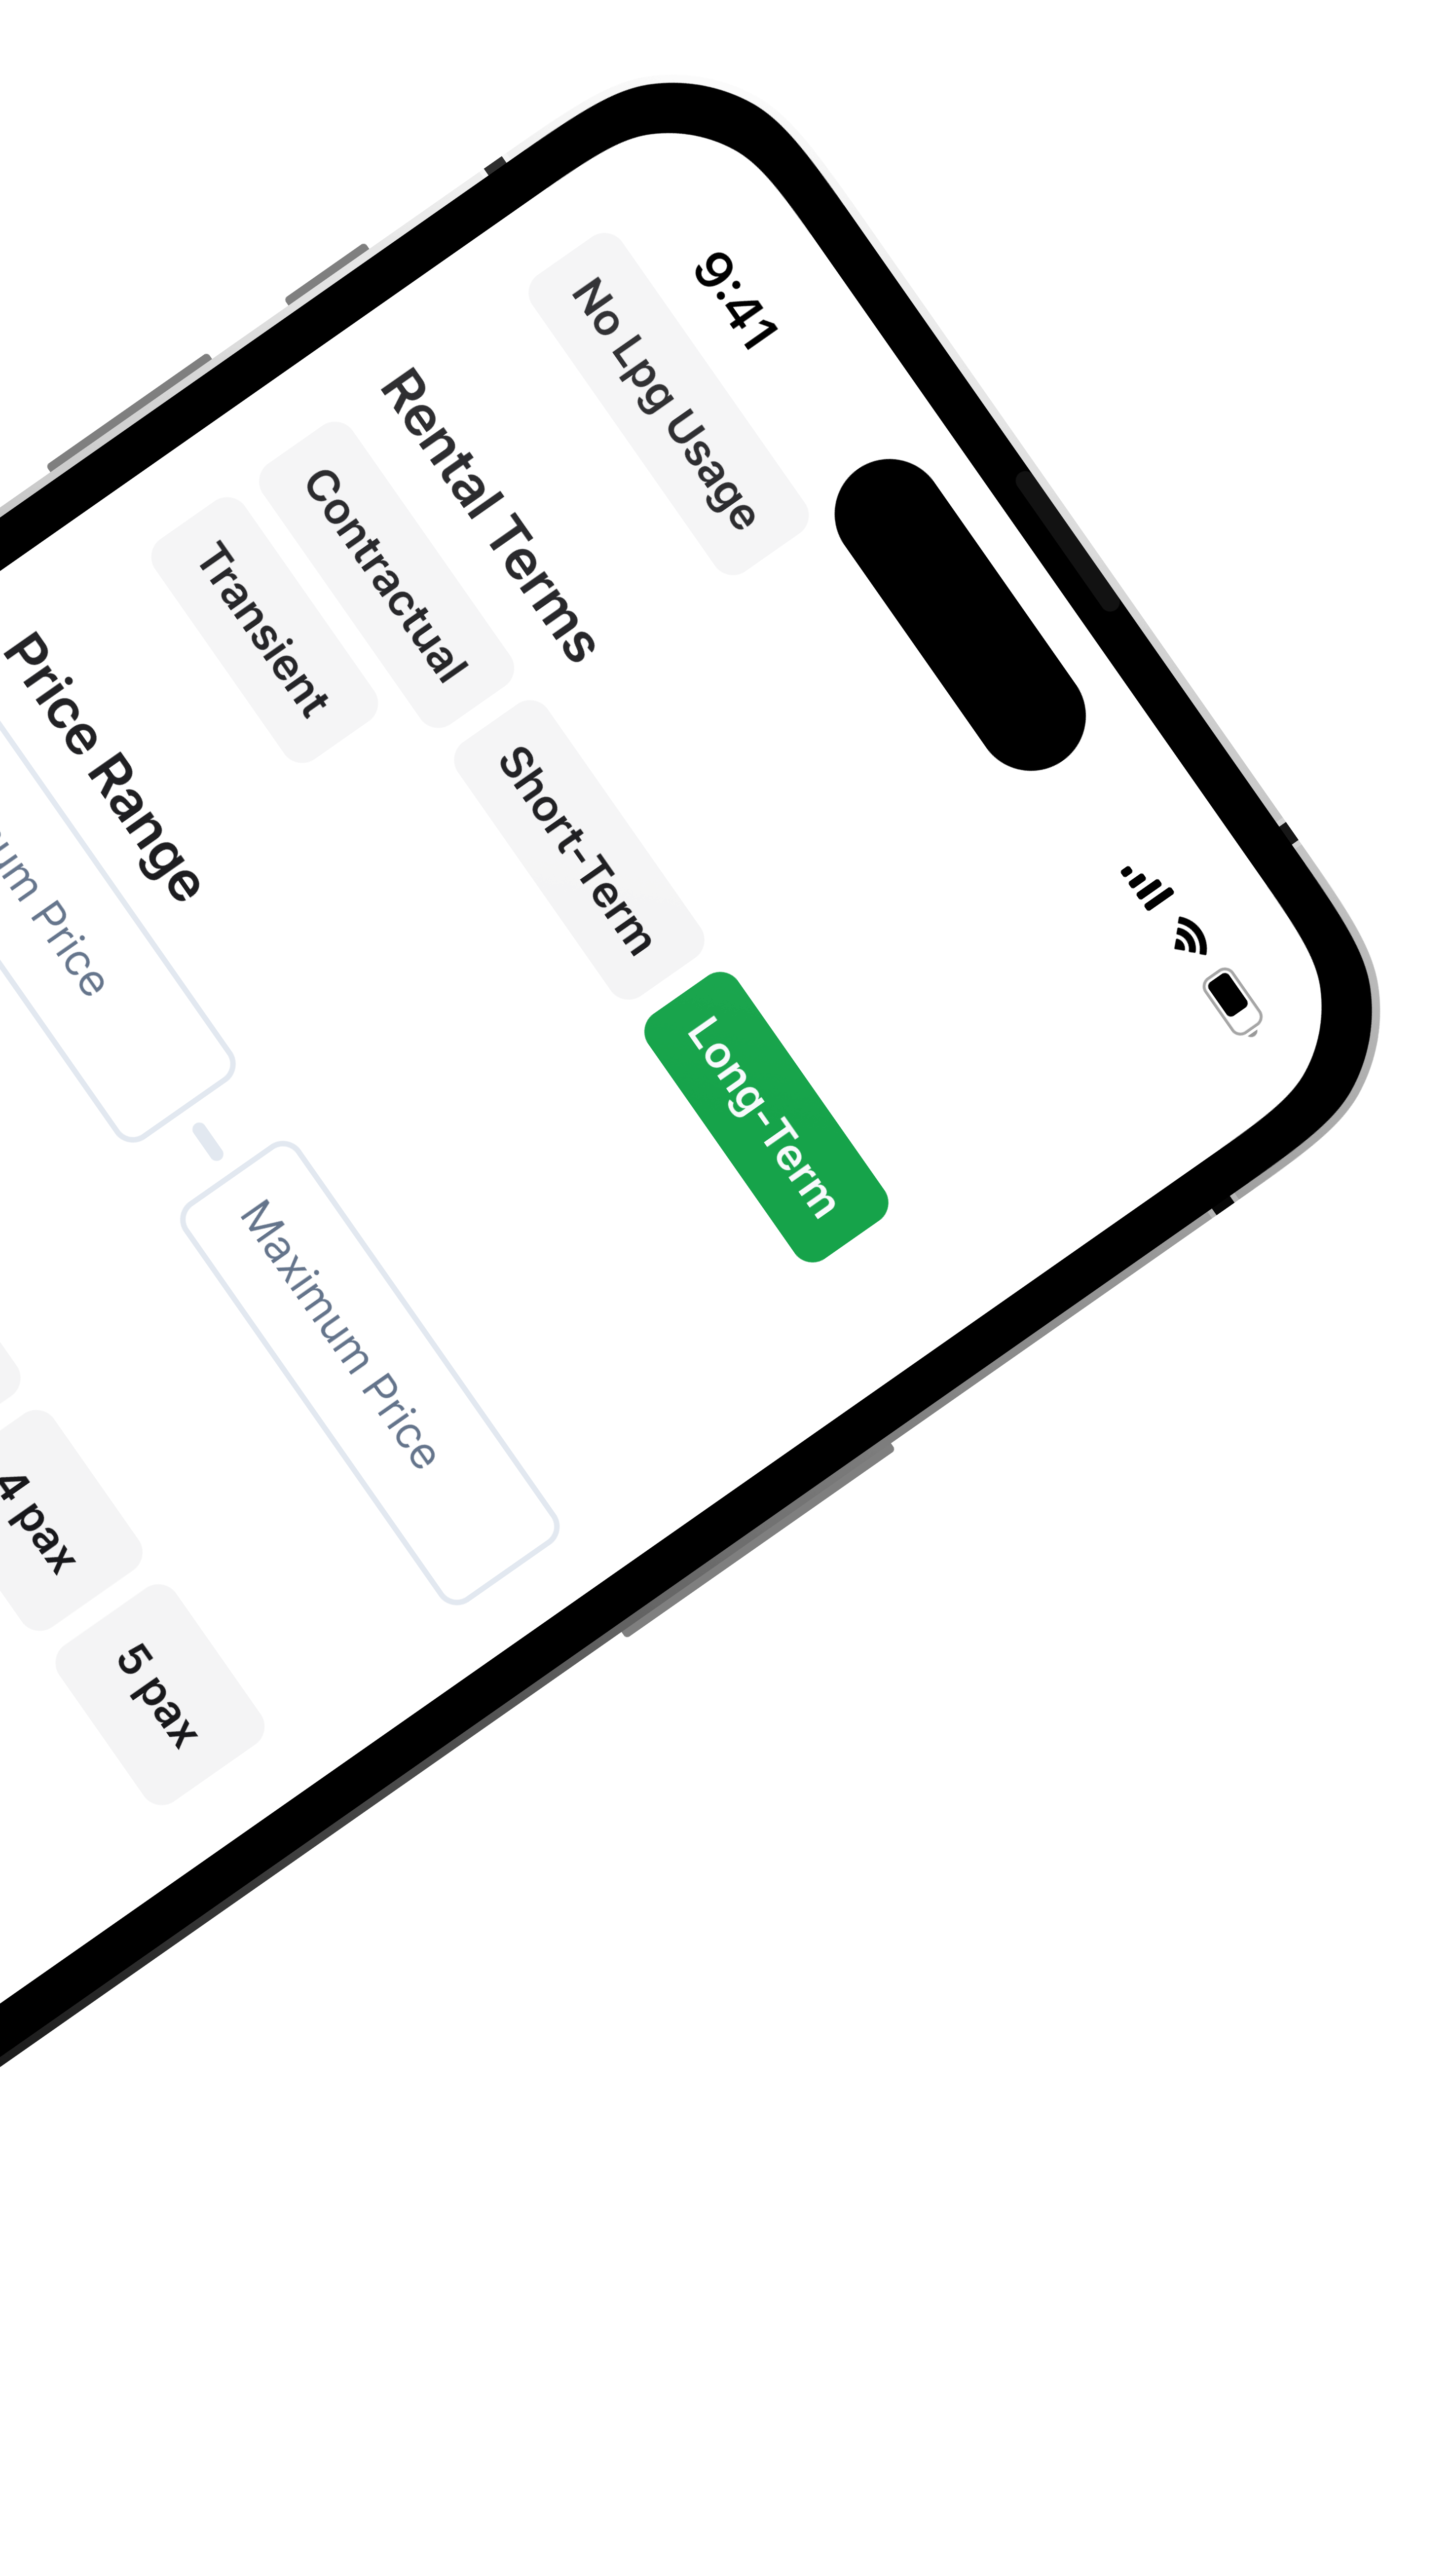 9:41
No Lpg Usage
Rental Terms
Contractual
Short-Term
Long-Term
Transient
Price Range
Price
Maximum Price
4 pax
5 pax